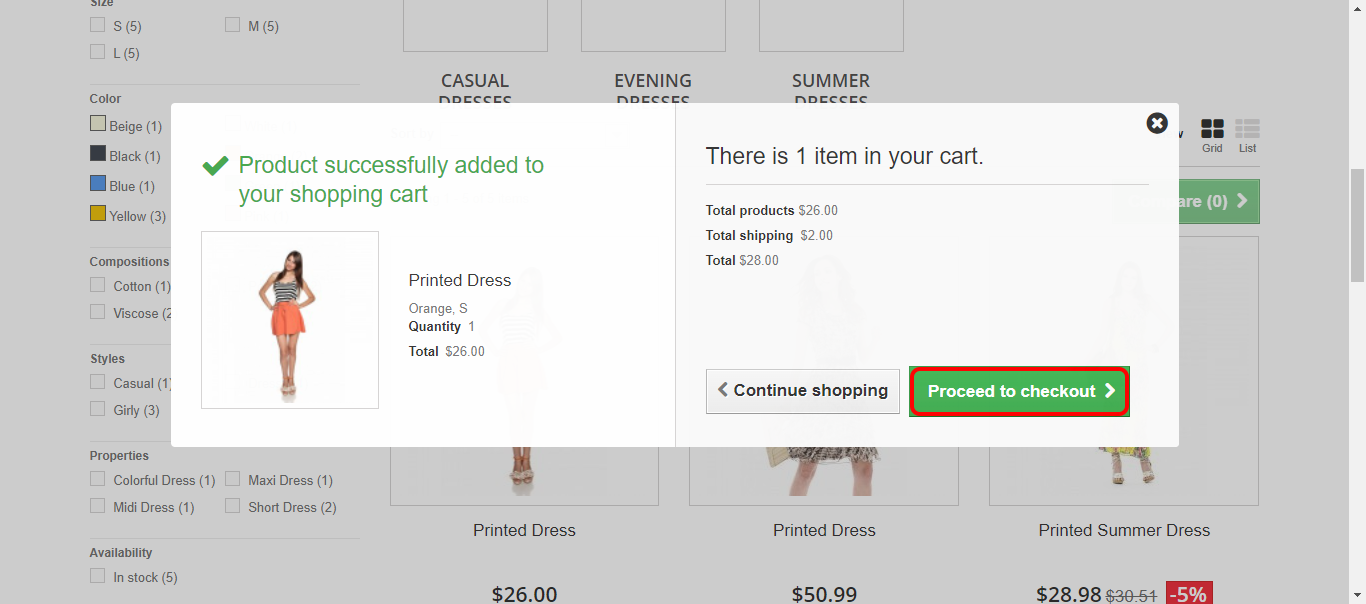 Size
S (5)
M (5)
L (5)
Color
Beige (1)
Black (1)
Blue (1)
Yellow (3)
Compositions
Cotton (1)
Viscose (2
Styles
Casual (1)
Girly (3)
Properties
Colorful Dress (1)
Maxi Dress (1)
Midi Dress (1)
Short Dress (2)
Availability
In stock (5)
CASUAL
DRESSES
EVENING
DRESSES
SUMMER
DRESSES
Grid
List
are (0)
Product successfully added to
your shopping cart
Printed Dress
Orange, S
Quantity 1
Total $26.00
There is 1 item in your cart.
Total products $26.00
Total shipping $2.00
Total $28.00
Continue shopping
Proceed to checkout
Printed Dress
$26.00
Printed Dress
$50.99
Printed Summer Dress
$28.98 $30.51 -5%